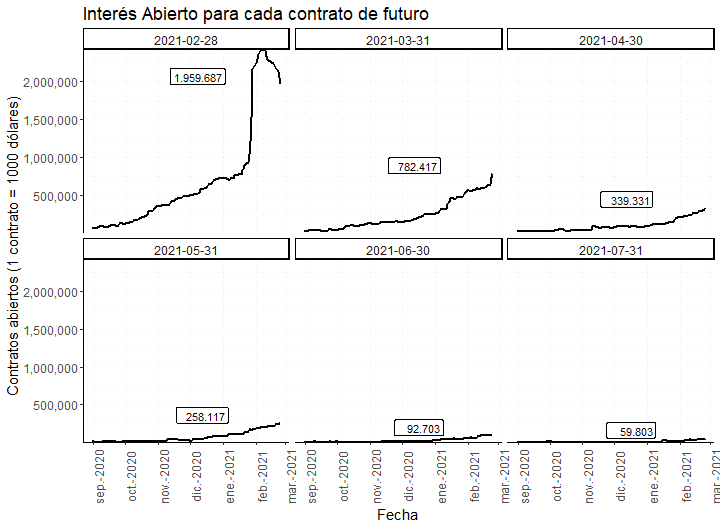 Interés Abierto para cada contrato de futuro
2021-02-28
2021-03-31
2021-04-30
Contratos abiertos (1 contrato = 1000 dólares)
2,000,000
1,500,000
1,000,000
500,000
1.959.687
782.417
339.331
2021-05-31
2021-06-30
2021-07-31
2,000,000
1,500,000
1,000,000
500,000
258.117
92.703
59.803
sep.-2020
oct.-2020
nov.-2020
dic.-2020
ene.-2021
feb.-2021
mar.-2021
sep.-2020
oct.-2020
nov.-2020
dic.-2020
ene.-2021
feb.-2021
mar.-2021
sep.-2020
oct.-2020
nov.-2020
dic.-2020
ene.-2021
feb.-2021
mar.-2021
Fecha